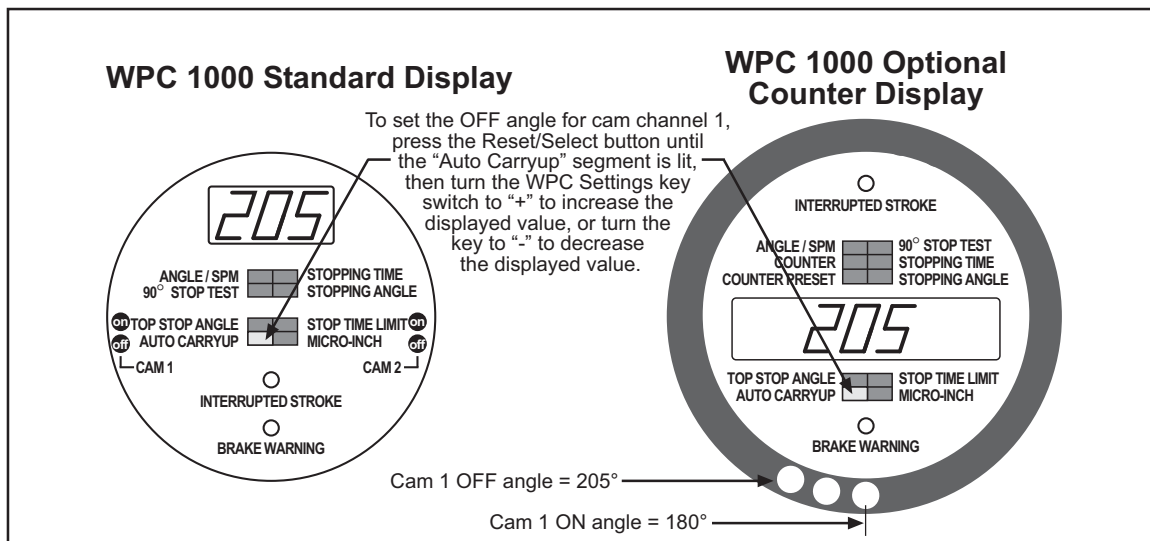 WPC 1000 Standard Display
WPC 1000 Optional
Counter Display
To set the OFF angle for cam channel 1,
press the Reset/Select button until
the “Auto Carryup” segment is lit,
then turn the WPC Settings key
switch to “+” to increase the
displayed value, or turn the
key to “-” to decrease
the displayed value.
205
ANGLE / SPM
90° STOP TEST
STOPPING TIME
STOPPING ANGLE
on
off
TOP STOP ANGLE
AUTO CARRYUP
STOP TIME LIMIT
MICRO-INCH
on
off
CAM 1
CAM 2
INTERRUPTED STROKE
BRAKE WARNING
INTERRUPTED STROKE
ANGLE / SPM
COUNTER
COUNTER PRESET
90° STOP TEST
STOPPING TIME
STOPPING ANGLE
205
TOP STOP ANGLE
AUTO CARRYUP
STOP TIME LIMIT
MICRO-INCH
BRAKE WARNING
Cam 1 OFF angle = 205°
Cam 1 ON angle = 180°